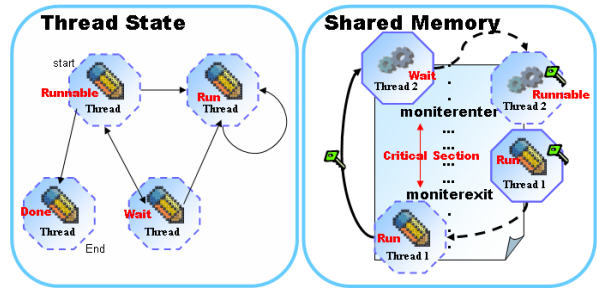 Thread State
start
Runnable
Thread
Run
Thread
Done
Thread
End
Wait
Thread
Shared Memory
Thread 2
Wait
Thread 2
Runnable
moniterenter
...
...
Critical Section
...
...
moniterexit
Run
Thread 1
Run
Thread 1